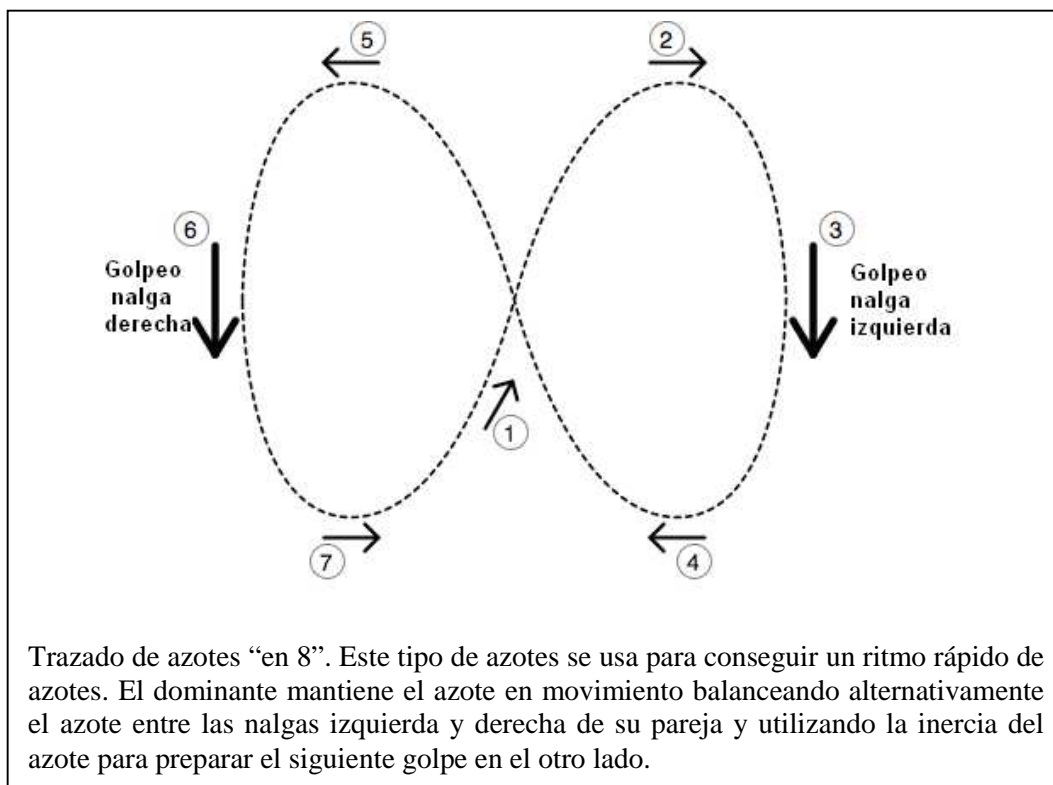 5
2
6
3
Golpeo
nalga
derecha
Golpeo
nalga
izquierda
1
7
4
Trazado de azotes “en 8”. Este tipo de azotes se usa para conseguir un ritmo rápido de
azotes. El dominante mantiene el azote en movimiento balanceando alternativamente
el azote entre las nalgas izquierda y derecha de su pareja y utilizando la inercia del
azote para preparar el siguiente golpe en el otro lado.